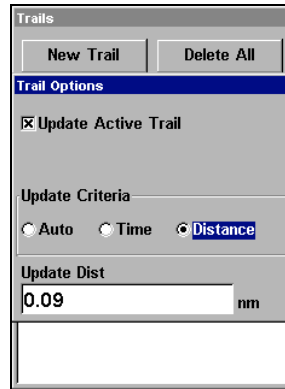 Trails
New Trail Delete All
Trail Options
Update Active Trail
Update Criteria
Auto Time Distance
Update Dist
0.09 nm